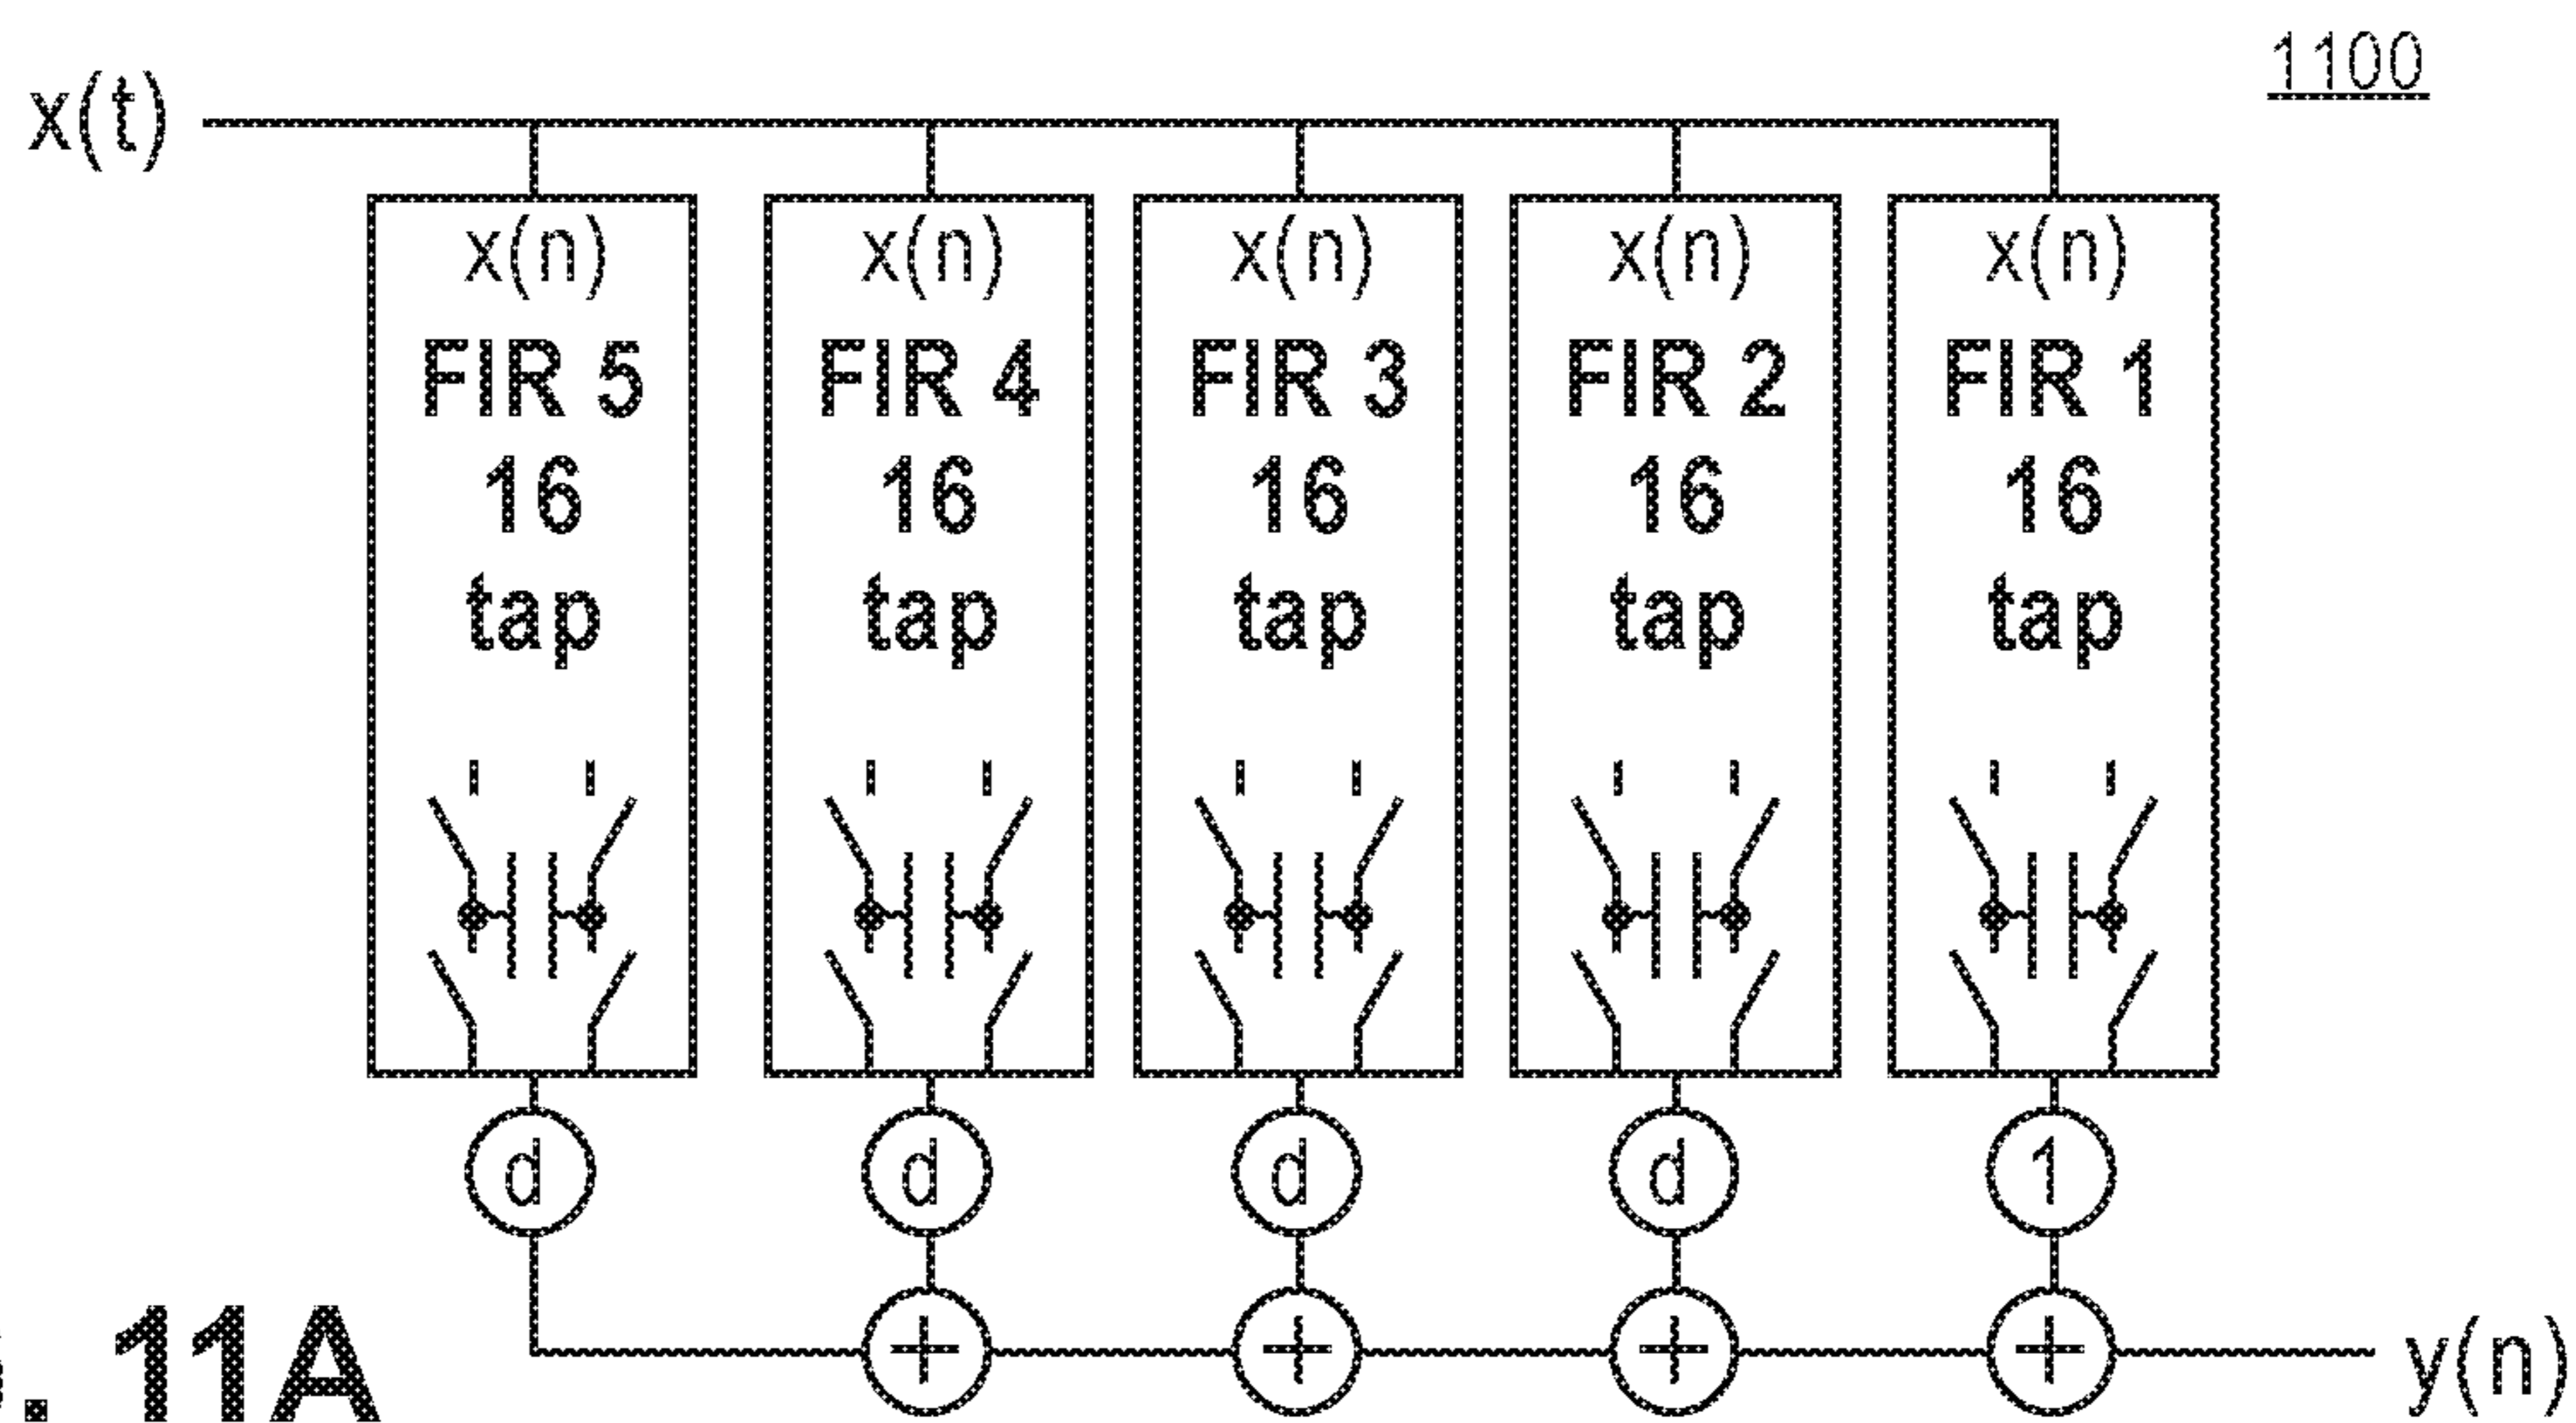 1100
x(t)
x(n) x(n) x(n) x(n) x(n)
FIR 5 FIR 4 FIR 3 FIR 2 FIR 1
16 16 16 16 16
tap tap tap tap tap
d d d d 1
+ + + +
. 11A
y(n)